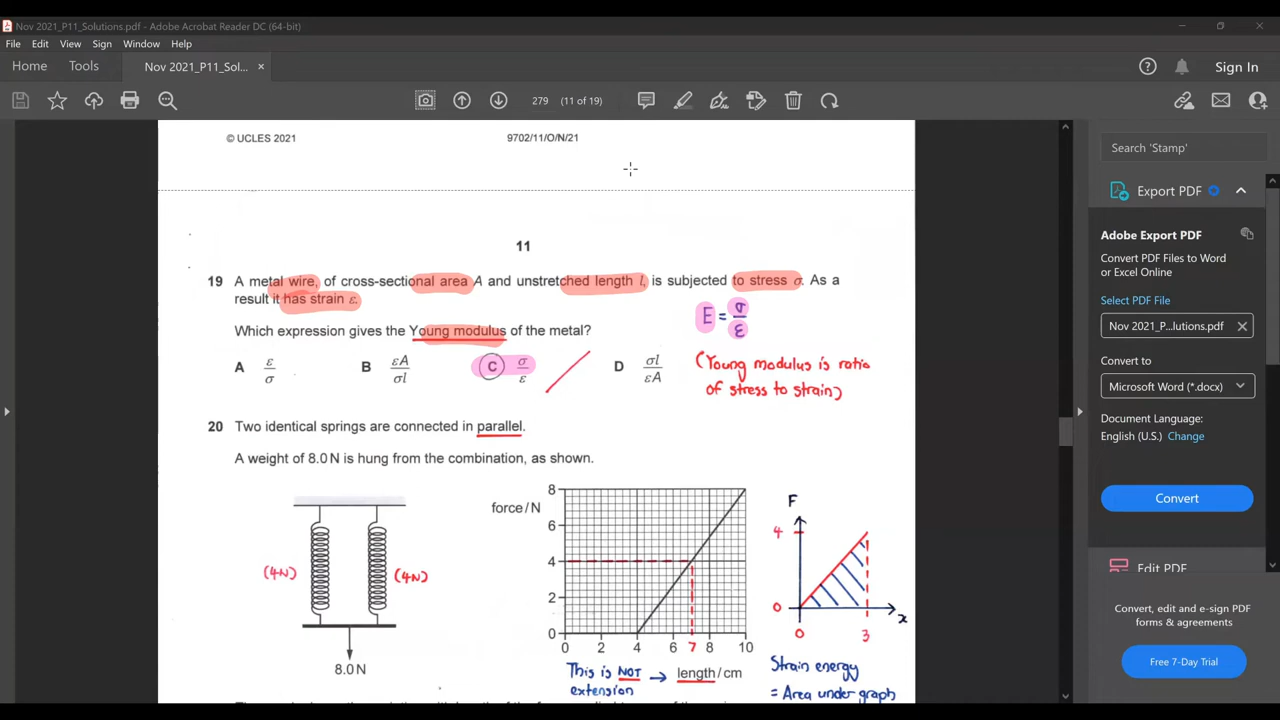 Nov 2021_P11_Solutions.pdf - Adobe Acrobat Reader DC (64-bit)
File Edit View Sign Window Help
Home Tools Nov 2021_P11_Sol... ×
Sign In
279 (11 of 19)
© UCLES 2021
9702/11/O/N/21
11
19 A metal wire, of cross-sectional area A and unstretched length l, is subjected to stress σ. As a
result it has strain ε.
Which expression gives the Young modulus of the metal?
E = σ/ε
A ε/σ B εA/σl C σ/ε D σl/εA
(Young modulus is ratio
of stress to strain)
20 Two identical springs are connected in parallel.
A weight of 8.0 N is hung from the combination, as shown.
(4N) (4N)
8.0 N
force / N
8
6
4
2
0
0 2 4 6 7 8 10
This is NOT → length / cm
extension
F
4
0
0 3 x
Strain energy
= Area under graph
Search 'Stamp'
Export PDF
Adobe Export PDF
Convert PDF Files to Word
or Excel Online
Select PDF File
Nov 2021_P...lutions.pdf
Convert to
Microsoft Word (*.docx)
Document Language:
English (U.S.) Change
Convert
Edit PDF
Convert, edit and e-sign PDF
forms & agreements
Free 7-Day Trial